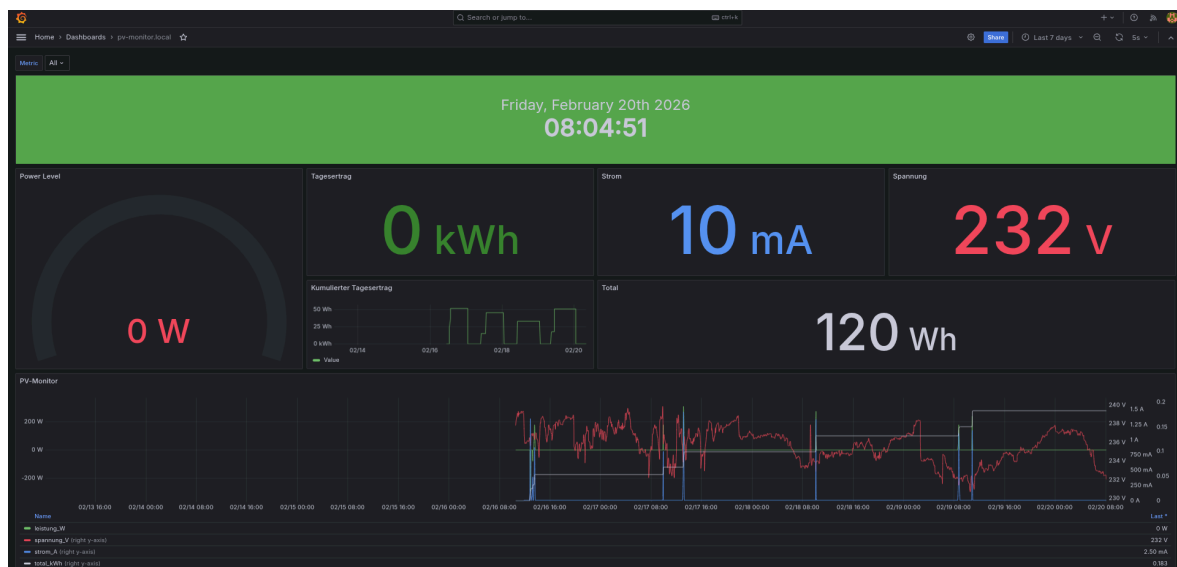 Search or jump to...
ctrl+k
Home › Dashboards › pv-monitor.local
Share
Last 7 days
5s
Metric
All
Friday, February 20th 2026
08:04:51
Power Level
0 W
Tagesertrag
0 kWh
Strom
10 mA
Spannung
232 V
Kumulierter Tagesertrag
50 Wh
25 Wh
0 kWh
02/14
02/16
02/18
02/20
Value
Total
120 Wh
PV-Monitor
200 W
0 W
-200 W
240 V
238 V
236 V
234 V
232 V
230 V
1.5 A
1.25 A
1 A
750 mA
500 mA
250 mA
0 A
0.2
0.15
0.1
0.05
0
02/13 16:00
02/14 00:00
02/14 08:00
02/14 16:00
02/15 00:00
02/15 08:00
02/15 16:00
02/16 00:00
02/16 08:00
02/16 16:00
02/17 00:00
02/17 08:00
02/17 16:00
02/18 00:00
02/18 08:00
02/18 16:00
02/19 00:00
02/19 08:00
02/19 16:00
02/20 00:00
02/20 08:00
Name
Last *
leistung_W
0 W
spannung_V (right y-axis)
232 V
strom_A (right y-axis)
2.50 mA
total_kWh (right y-axis)
0.183